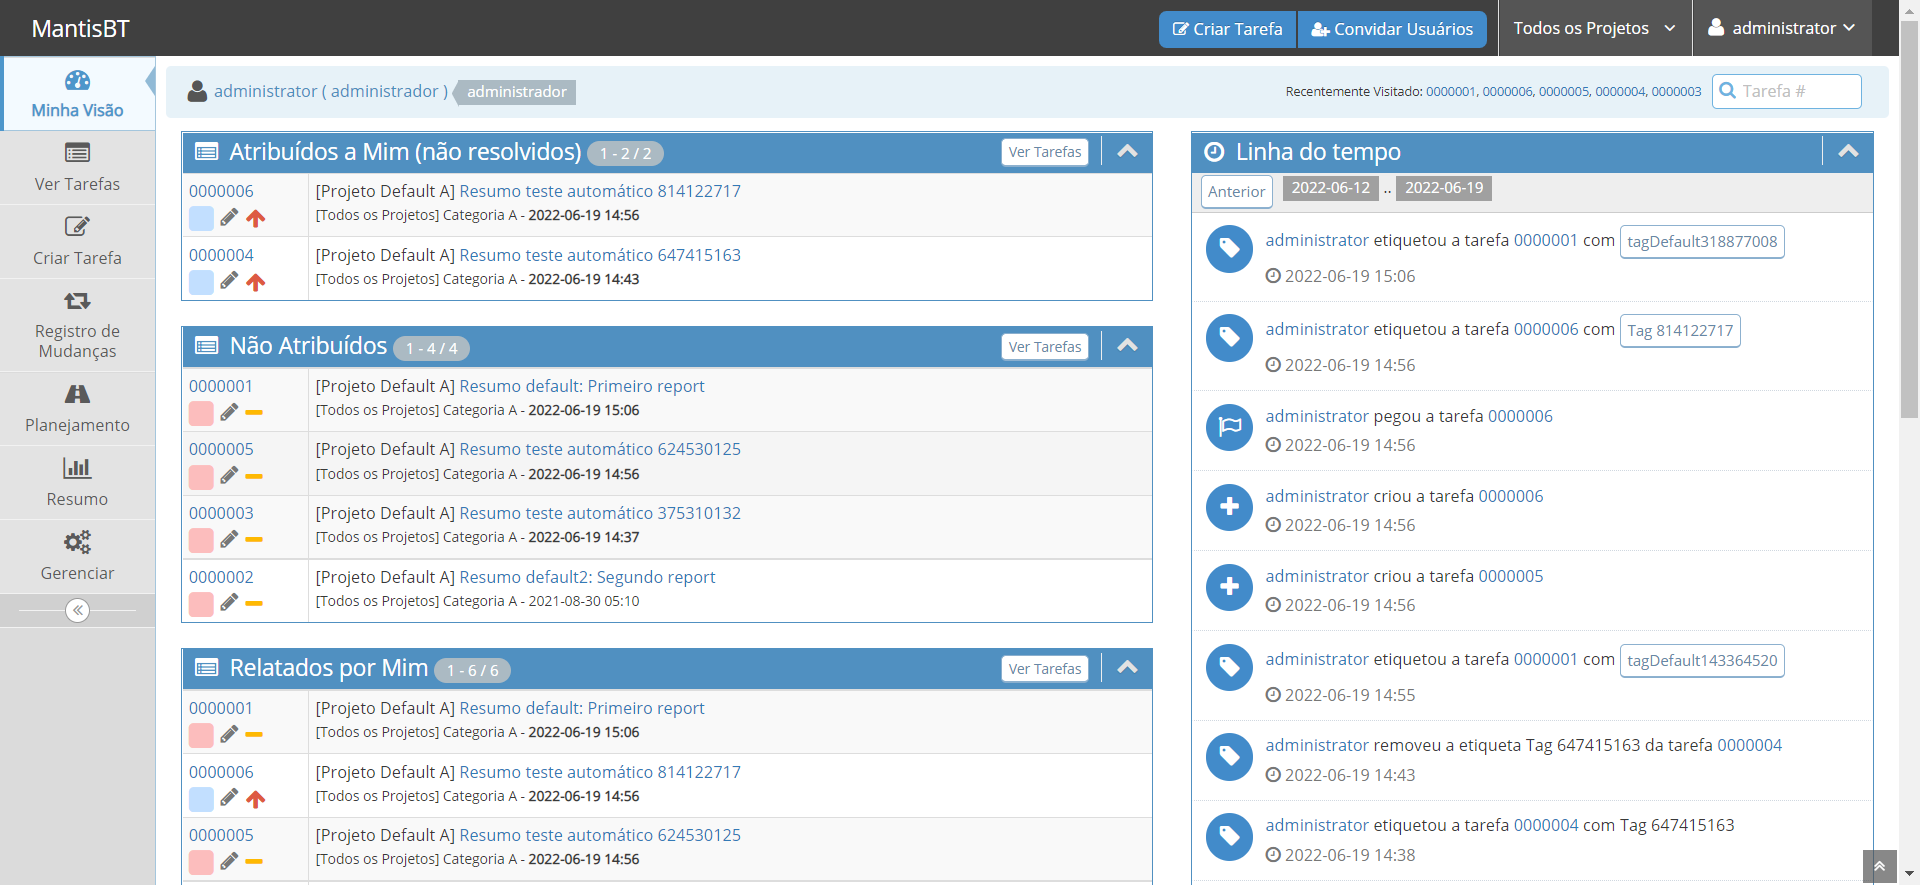 MantisBT
Criar Tarefa
Convidar Usuários
Todos os Projetos
administrator
Minha Visão
Ver Tarefas
Criar Tarefa
Registro de
Mudanças
Planejamento
Resumo
Gerenciar
administrator ( administrador )
administrador
Recentemente Visitado: 0000001, 0000006, 0000005, 0000004, 0000003
Tarefa #
Atribuídos a Mim (não resolvidos) 1 - 2 / 2
Ver Tarefas
0000006
[Projeto Default A] Resumo teste automático 814122717
[Todos os Projetos] Categoria A - 2022-06-19 14:56
0000004
[Projeto Default A] Resumo teste automático 647415163
[Todos os Projetos] Categoria A - 2022-06-19 14:43
Não Atribuídos 1 - 4 / 4
Ver Tarefas
0000001
[Projeto Default A] Resumo default: Primeiro report
[Todos os Projetos] Categoria A - 2022-06-19 15:06
0000005
[Projeto Default A] Resumo teste automático 624530125
[Todos os Projetos] Categoria A - 2022-06-19 14:56
0000003
[Projeto Default A] Resumo teste automático 375310132
[Todos os Projetos] Categoria A - 2022-06-19 14:37
0000002
[Projeto Default A] Resumo default2: Segundo report
[Todos os Projetos] Categoria A - 2021-08-30 05:10
Relatados por Mim 1 - 6 / 6
Ver Tarefas
0000001
[Projeto Default A] Resumo default: Primeiro report
[Todos os Projetos] Categoria A - 2022-06-19 15:06
0000006
[Projeto Default A] Resumo teste automático 814122717
[Todos os Projetos] Categoria A - 2022-06-19 14:56
0000005
[Projeto Default A] Resumo teste automático 624530125
[Todos os Projetos] Categoria A - 2022-06-19 14:56
Linha do tempo
Anterior 2022-06-12 .. 2022-06-19
administrator etiquetou a tarefa 0000001 com tagDefault318877008
2022-06-19 15:06
administrator etiquetou a tarefa 0000006 com Tag 814122717
2022-06-19 14:56
administrator pegou a tarefa 0000006
2022-06-19 14:56
administrator criou a tarefa 0000006
2022-06-19 14:56
administrator criou a tarefa 0000005
2022-06-19 14:56
administrator etiquetou a tarefa 0000001 com tagDefault143364520
2022-06-19 14:55
administrator removeu a etiqueta Tag 647415163 da tarefa 0000004
2022-06-19 14:43
administrator etiquetou a tarefa 0000004 com Tag 647415163
2022-06-19 14:38